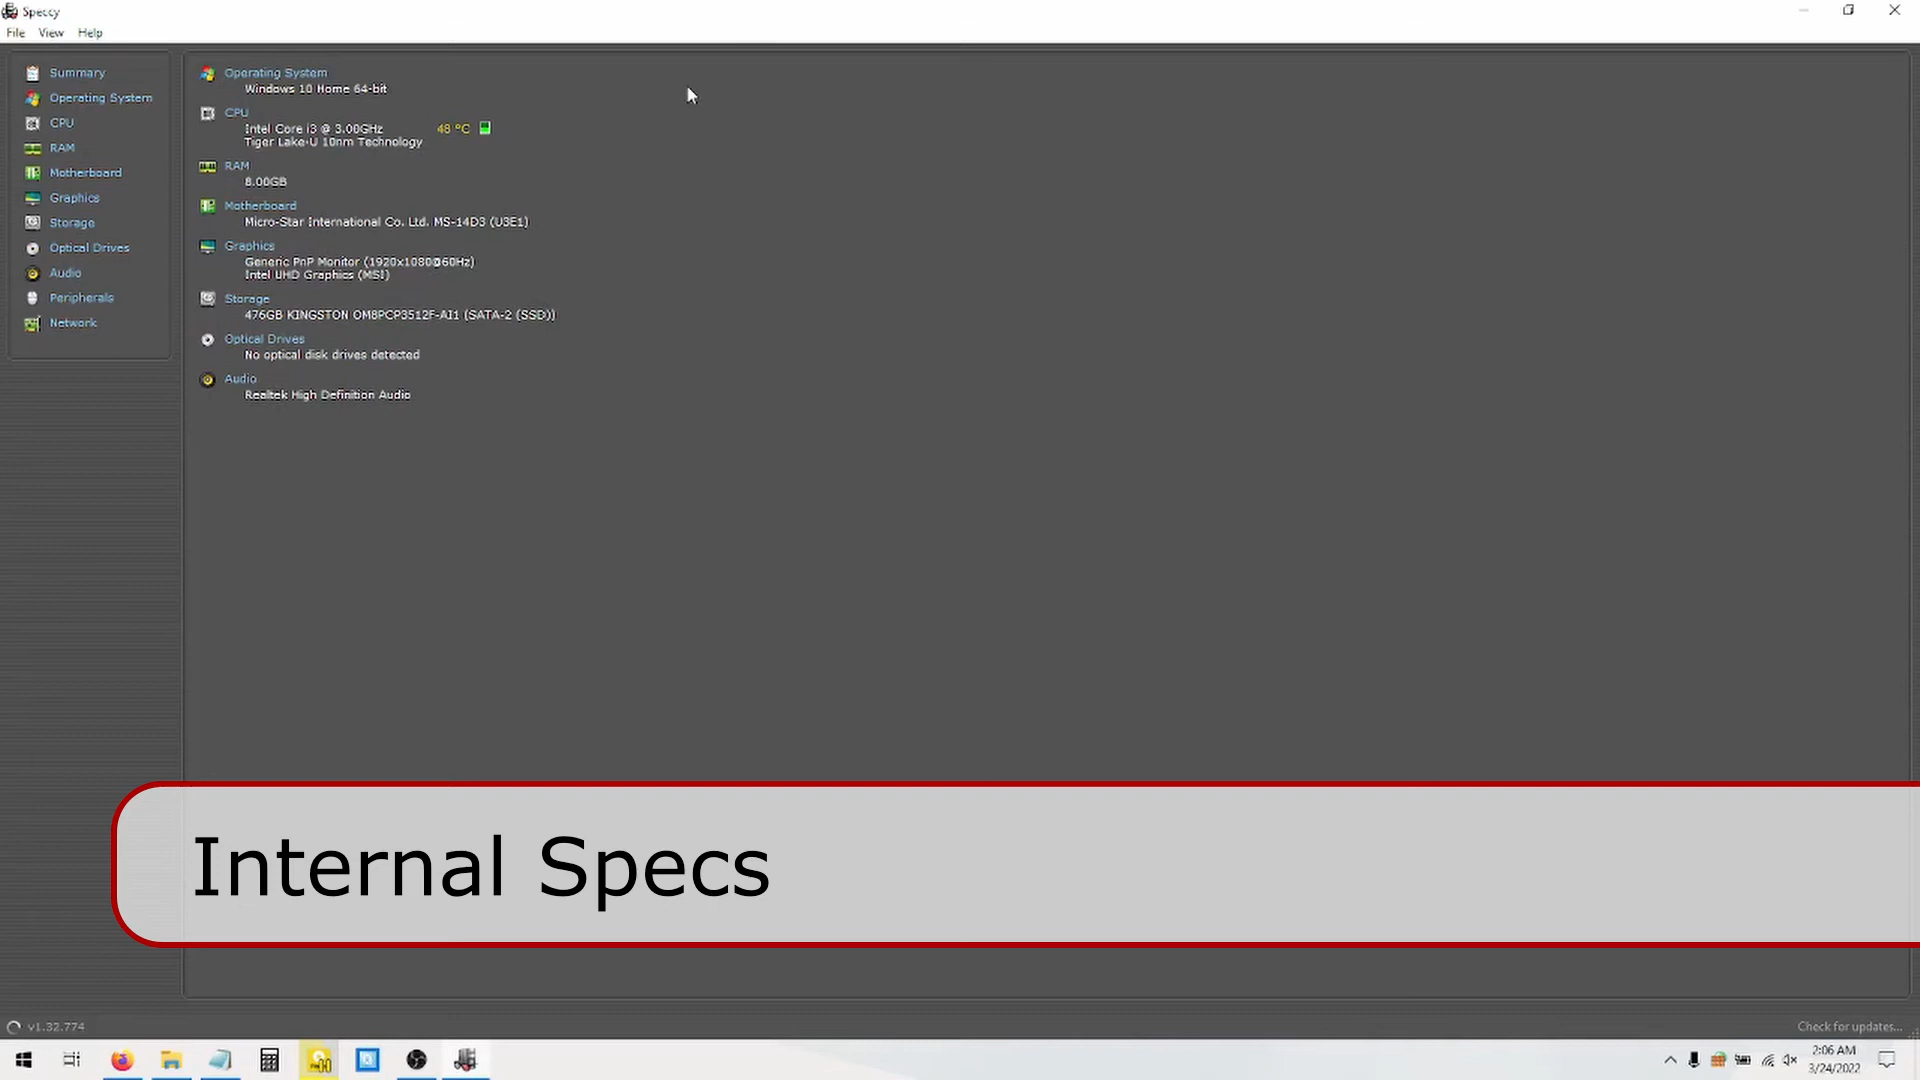 Speccy
File View Help
Summary
Operating System
CPU
RAM
Motherboard
Graphics
Storage
Optical Drives
Audio
Peripherals
Network
Operating System
Windows 10 Home 64-bit
CPU
Intel Core i3 @ 3.00GHz 48 °C
Tiger Lake-U 10nm Technology
RAM
8.00GB
Motherboard
Micro-Star International Co. Ltd. MS-14D3 (U3E1)
Graphics
Generic PnP Monitor (1920x1080@60Hz)
Intel UHD Graphics (MSI)
Storage
476GB KINGSTON OM8PCP3512F-AI1 (SATA-2 (SSD))
Optical Drives
No optical disk drives detected
Audio
Realtek High Definition Audio
Internal Specs
v1.32.774
Check for updates...
2:06 AM
3/24/2022